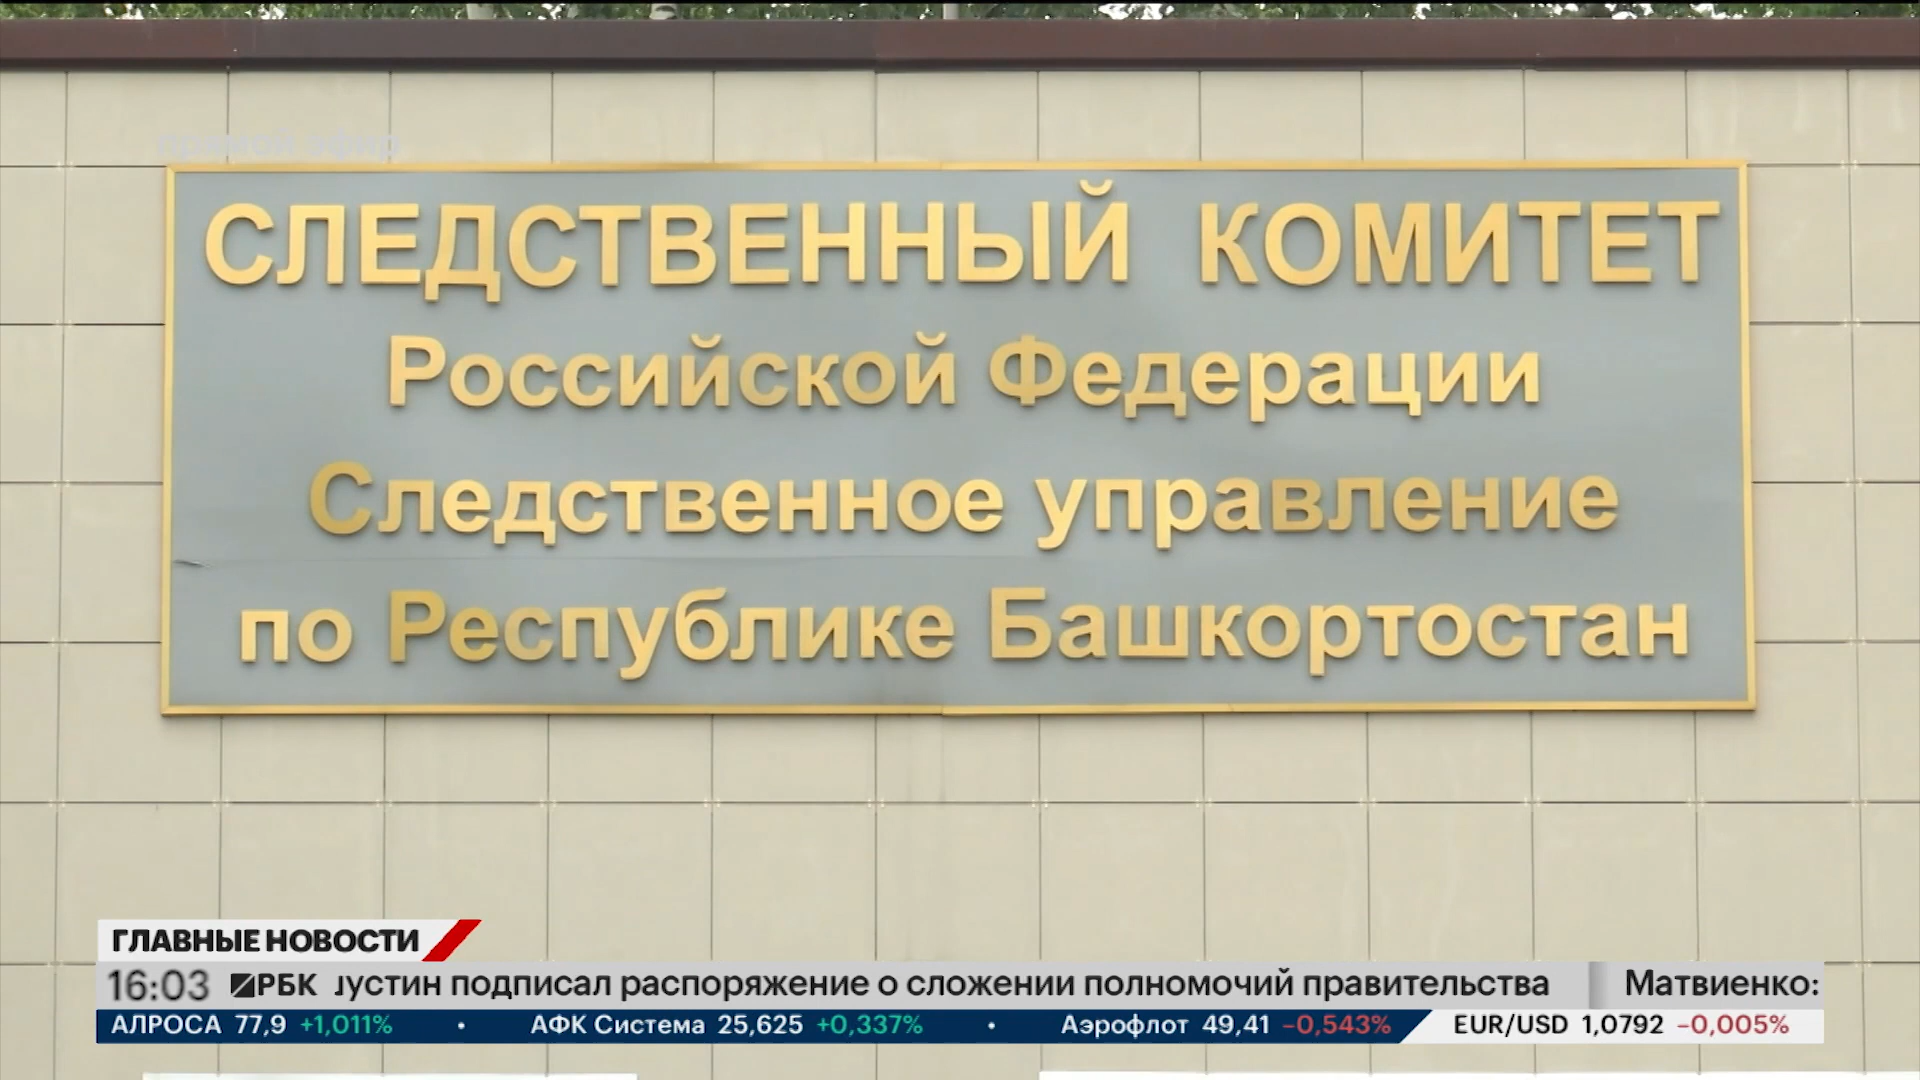 прямой эфир
СЛЕДСТВЕННЫЙ КОМИТЕТ
Российской Федерации
Следственное управление
по Республике Башкортостан
ГЛАВНЫЕ НОВОСТИ
16:03 РБК устин подписал распоряжение о сложении полномочий правительства Матвиенко:
АЛРОСА 77,9 +1,011% • АФК Система 25,625 +0,337% • Аэрофлот 49,41 −0,543% EUR/USD 1,0792 −0,005%